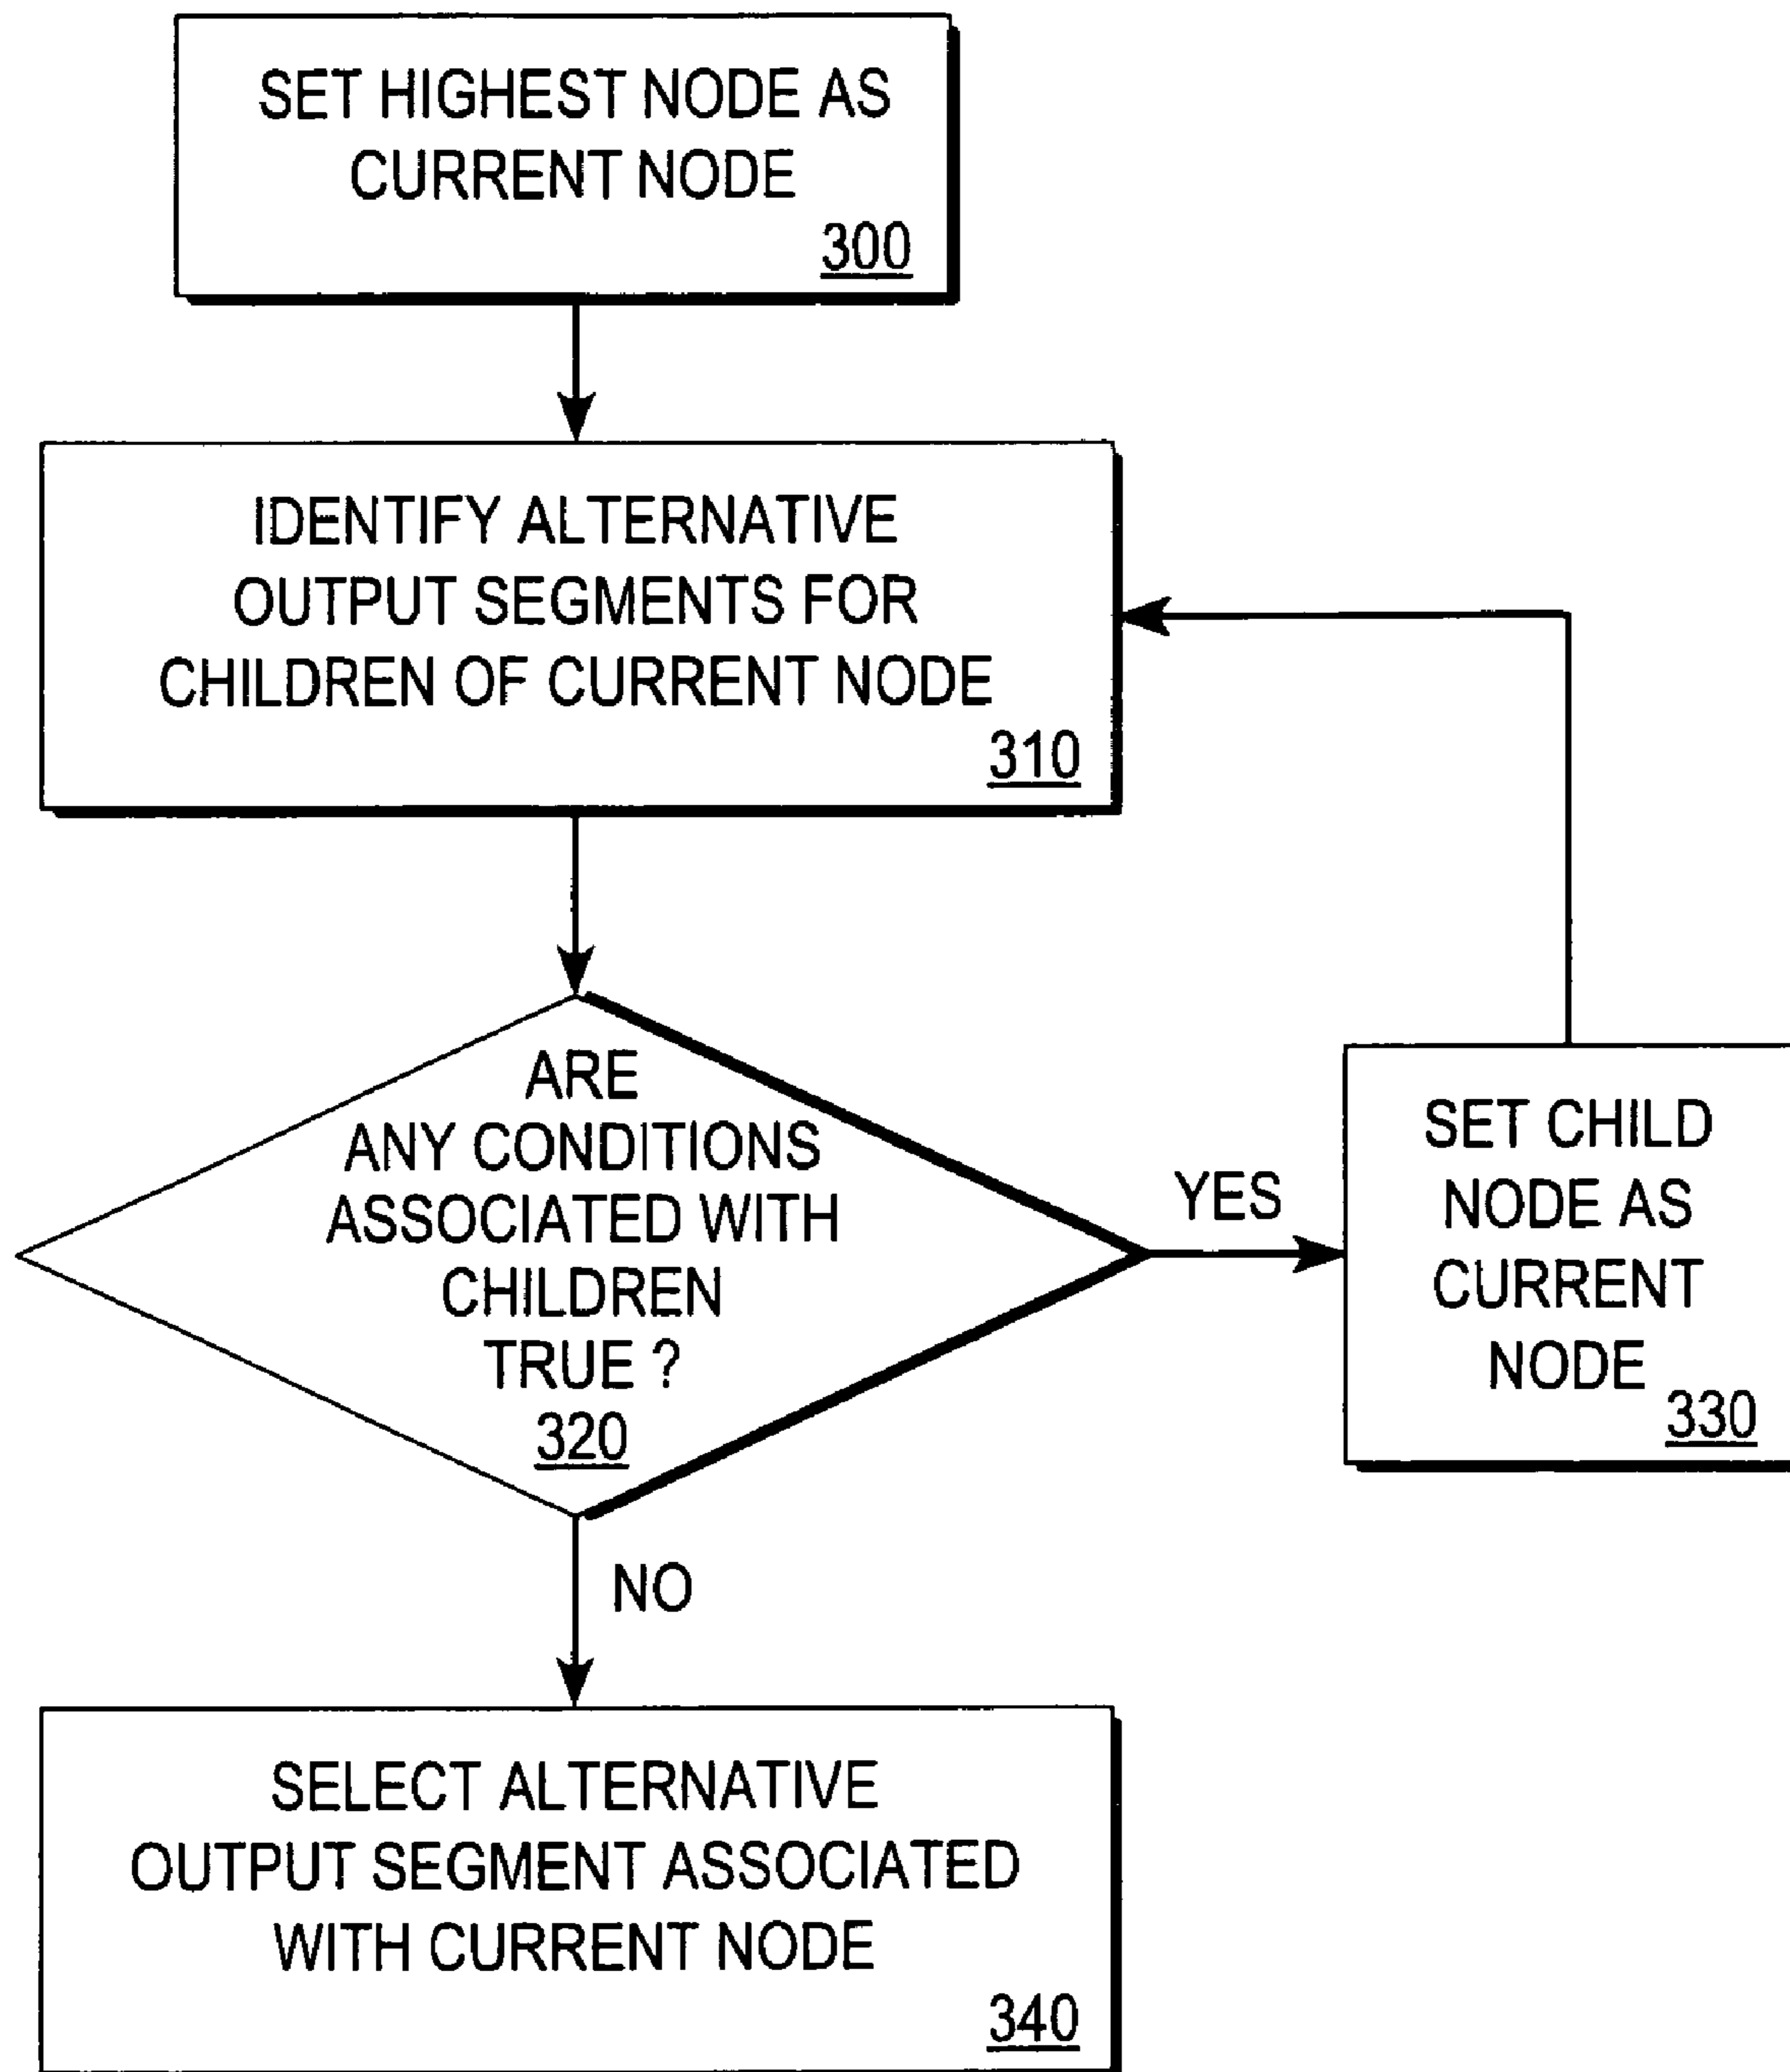 SET HIGHEST NODE AS
CURRENT NODE
300
IDENTIFY ALTERNATIVE
OUTPUT SEGMENTS FOR
CHILDREN OF CURRENT NODE
310
ARE
ANY CONDITIONS
ASSOCIATED WITH
CHILDREN
TRUE ?
320
YES
SET CHILD
NODE AS
CURRENT
NODE
330
NO
SELECT ALTERNATIVE
OUTPUT SEGMENT ASSOCIATED
WITH CURRENT NODE
340